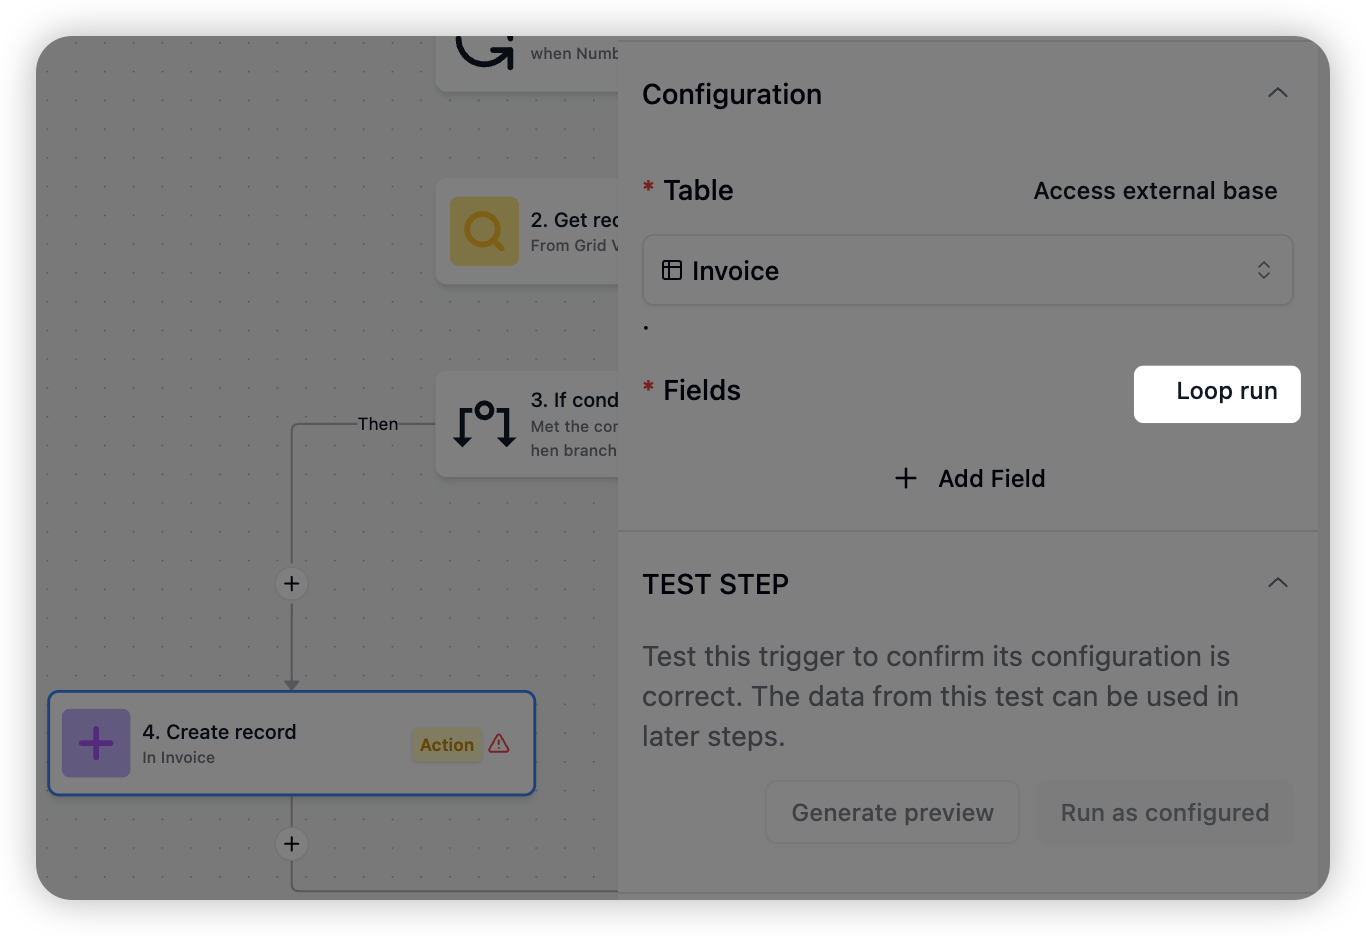 when Numb
2. Get rec
From Grid V
3. If cond
Met the cor
hen branch
Then
4. Create record
In Invoice
Action
Configuration
* Table
Access external base
Invoice
.
* Fields
Loop run
+ Add Field
TEST STEP
Test this trigger to confirm its configuration is
correct. The data from this test can be used in
later steps.
Generate preview
Run as configured